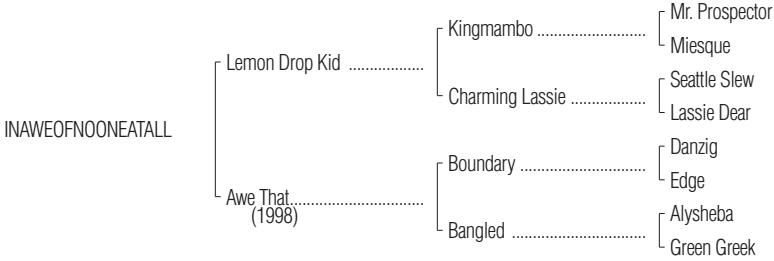 Mr. Prospector
Kingmambo ..........................
Miesque
Lemon Drop Kid ..................
Seattle Slew
Charming Lassie ..................
Lassie Dear
INAWEOFNOONEATALL
Danzig
Boundary ..............................
Edge
Awe That................................
(1998)
Alysheba
Bangled ................................
Green Greek